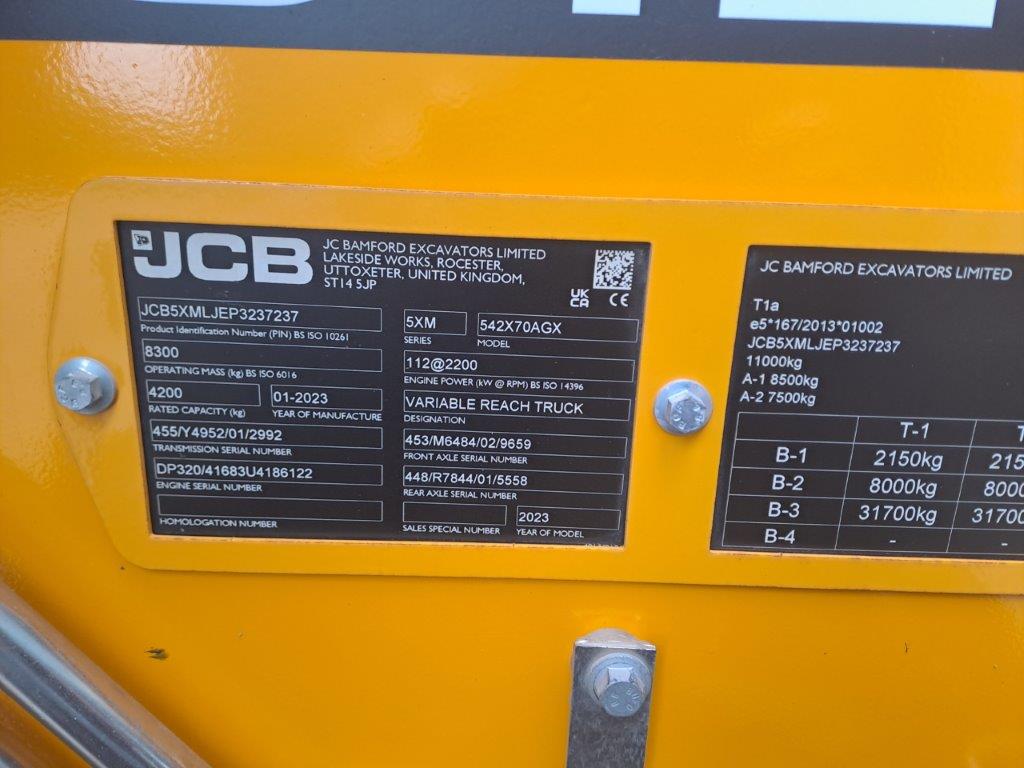 JCB
JC BAMFORD EXCAVATORS LIMITED
LAKESIDE WORKS, ROCESTER,
UTTOXETER, UNITED KINGDOM,
ST14 5JP
UK
CA CE
JCB5XMLJEP3237237
Product Identification Number (PIN) BS ISO 10261
5XM
SERIES
542X70AGX
MODEL
8300
OPERATING MASS (kg) BS ISO 6016
112@2200
ENGINE POWER (kW @ RPM) BS ISO 14396
4200
RATED CAPACITY (kg)
01-2023
YEAR OF MANUFACTURE
VARIABLE REACH TRUCK
DESIGNATION
455/Y4952/01/2992
TRANSMISSION SERIAL NUMBER
453/M6484/02/9659
FRONT AXLE SERIAL NUMBER
DP320/41683U4186122
ENGINE SERIAL NUMBER
448/R7844/01/5558
REAR AXLE SERIAL NUMBER
HOMOLOGATION NUMBER
SALES SPECIAL NUMBER
2023
YEAR OF MODEL
JC BAMFORD EXCAVATORS LIMITED
T1a
e5*167/2013*01002
JCB5XMLJEP3237237
11000kg
A-1 8500kg
A-2 7500kg
T-1
B-1 2150kg
B-2 8000kg
B-3 31700kg 31700
B-4 - -